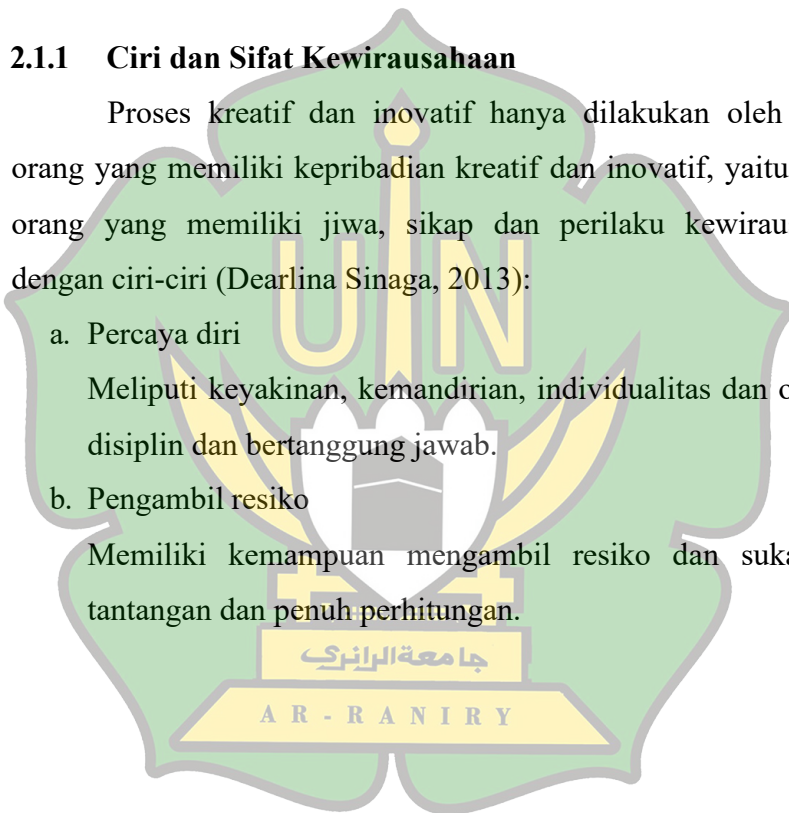 2.1.1 Ciri dan Sifat Kewirausahaan
Proses kreatif dan inovatif hanya dilakukan oleh
orang yang memiliki kepribadian kreatif dan inovatif, yaitu
orang yang memiliki jiwa, sikap dan perilaku kewirau
dengan ciri-ciri (Dearlina Sinaga, 2013):
a. Percaya diri
Meliputi keyakinan, kemandirian, individualitas dan o
disiplin dan bertanggung jawab.
b. Pengambil resiko
Memiliki kemampuan mengambil resiko dan suka
tantangan dan penuh perhitungan.
UIN
جامعة الرانري
AR-RANIRY